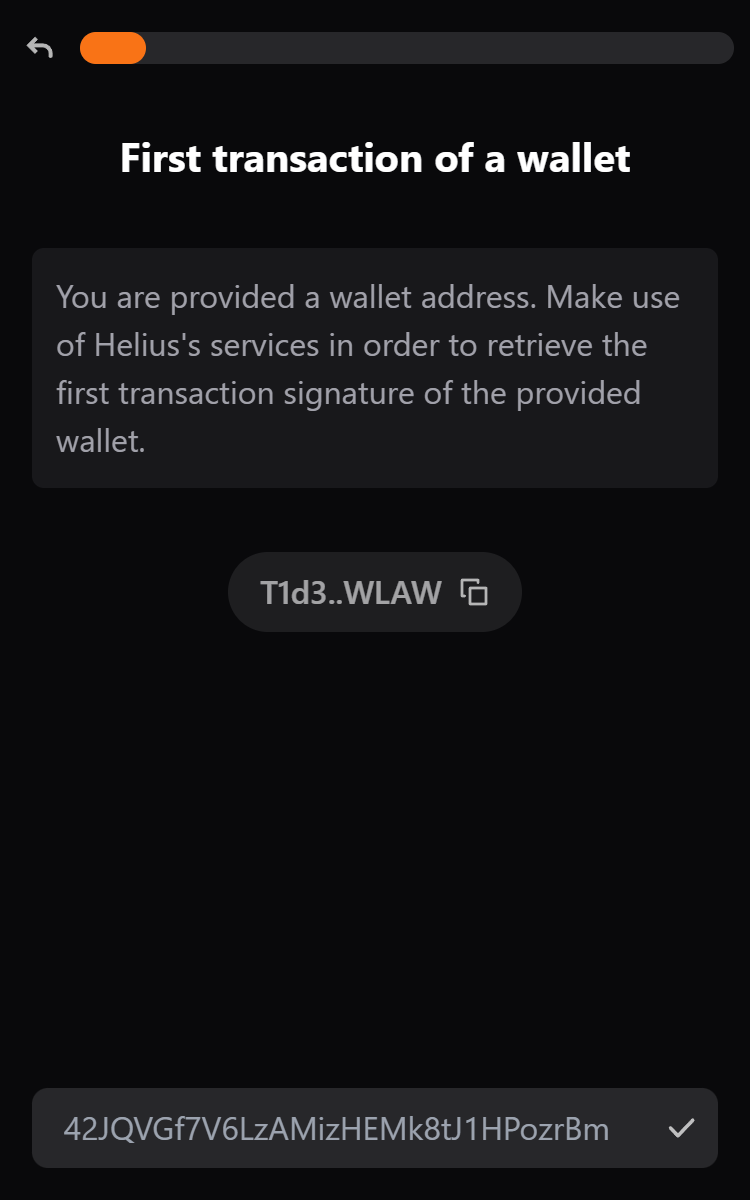 First transaction of a wallet
You are provided a wallet address. Make use
of Helius's services in order to retrieve the
first transaction signature of the provided
wallet.
T1d3..WLAW
42JQVGf7V6LzAMizHEMk8tJ1HPozrBm